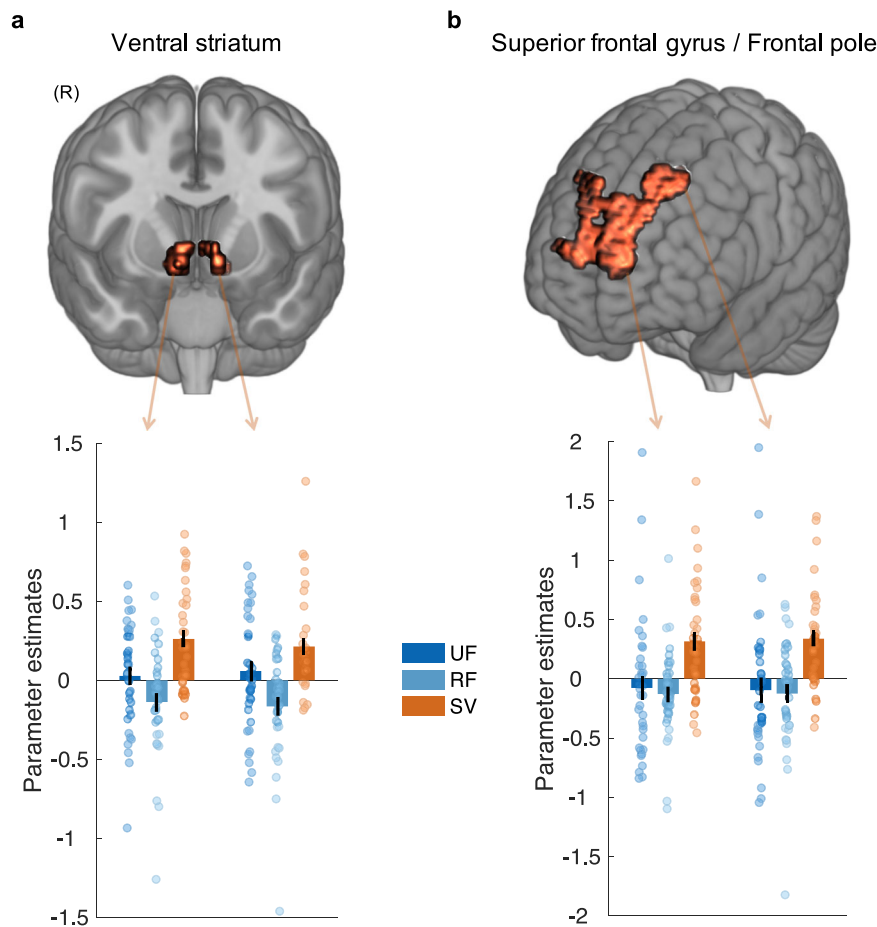 a
Ventral striatum
(R)
b
Superior frontal gyrus / Frontal pole
Parameter estimates
1.5
1
0.5
0
-0.5
-1
-1.5
UF
RF
SV
Parameter estimates
2
1.5
1
0.5
0
-0.5
-1
-1.5
-2